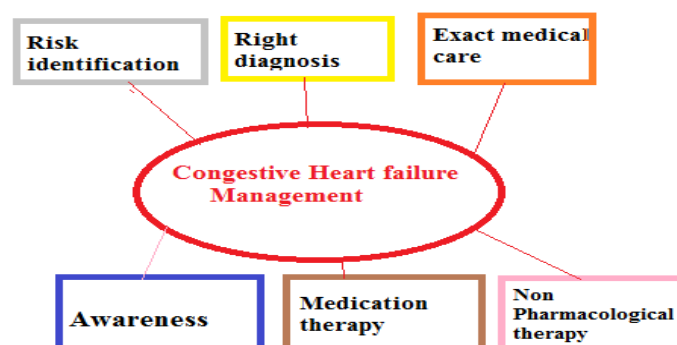 Risk
identification
Right
diagnosis
Exact medical
care
Congestive Heart failure
Management
Awareness
Medication
therapy
Non
Pharmacological
therapy